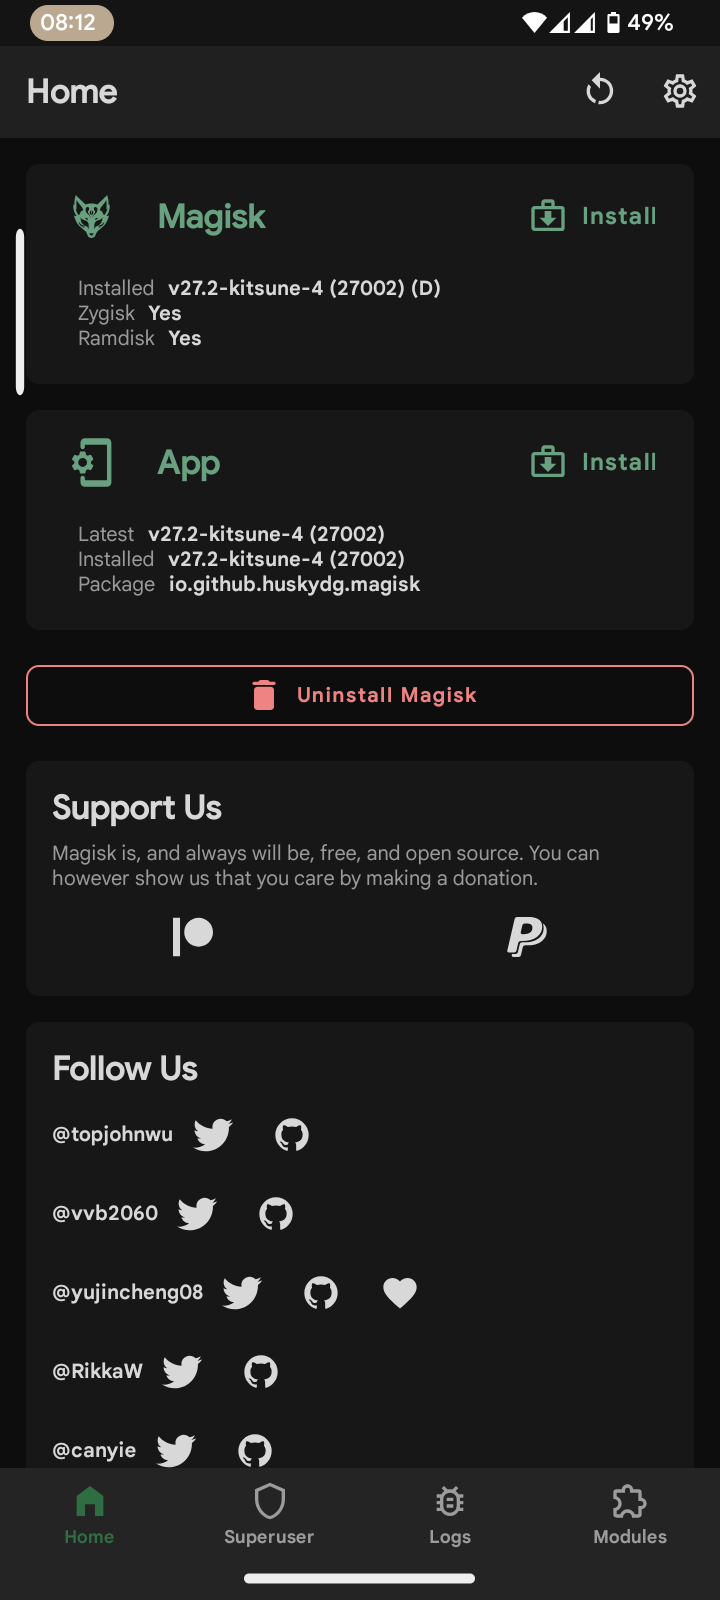 08:12
49%
Home
Magisk
Install
Installed v27.2-kitsune-4 (27002) (D)
Zygisk Yes
Ramdisk Yes
App
Install
Latest v27.2-kitsune-4 (27002)
Installed v27.2-kitsune-4 (27002)
Package io.github.huskydg.magisk
Uninstall Magisk
Support Us
Magisk is, and always will be, free, and open source. You can
however show us that you care by making a donation.
Follow Us
@topjohnwu
@vvb2060
@yujincheng08
@RikkaW
@canyie
Home
Superuser
Logs
Modules